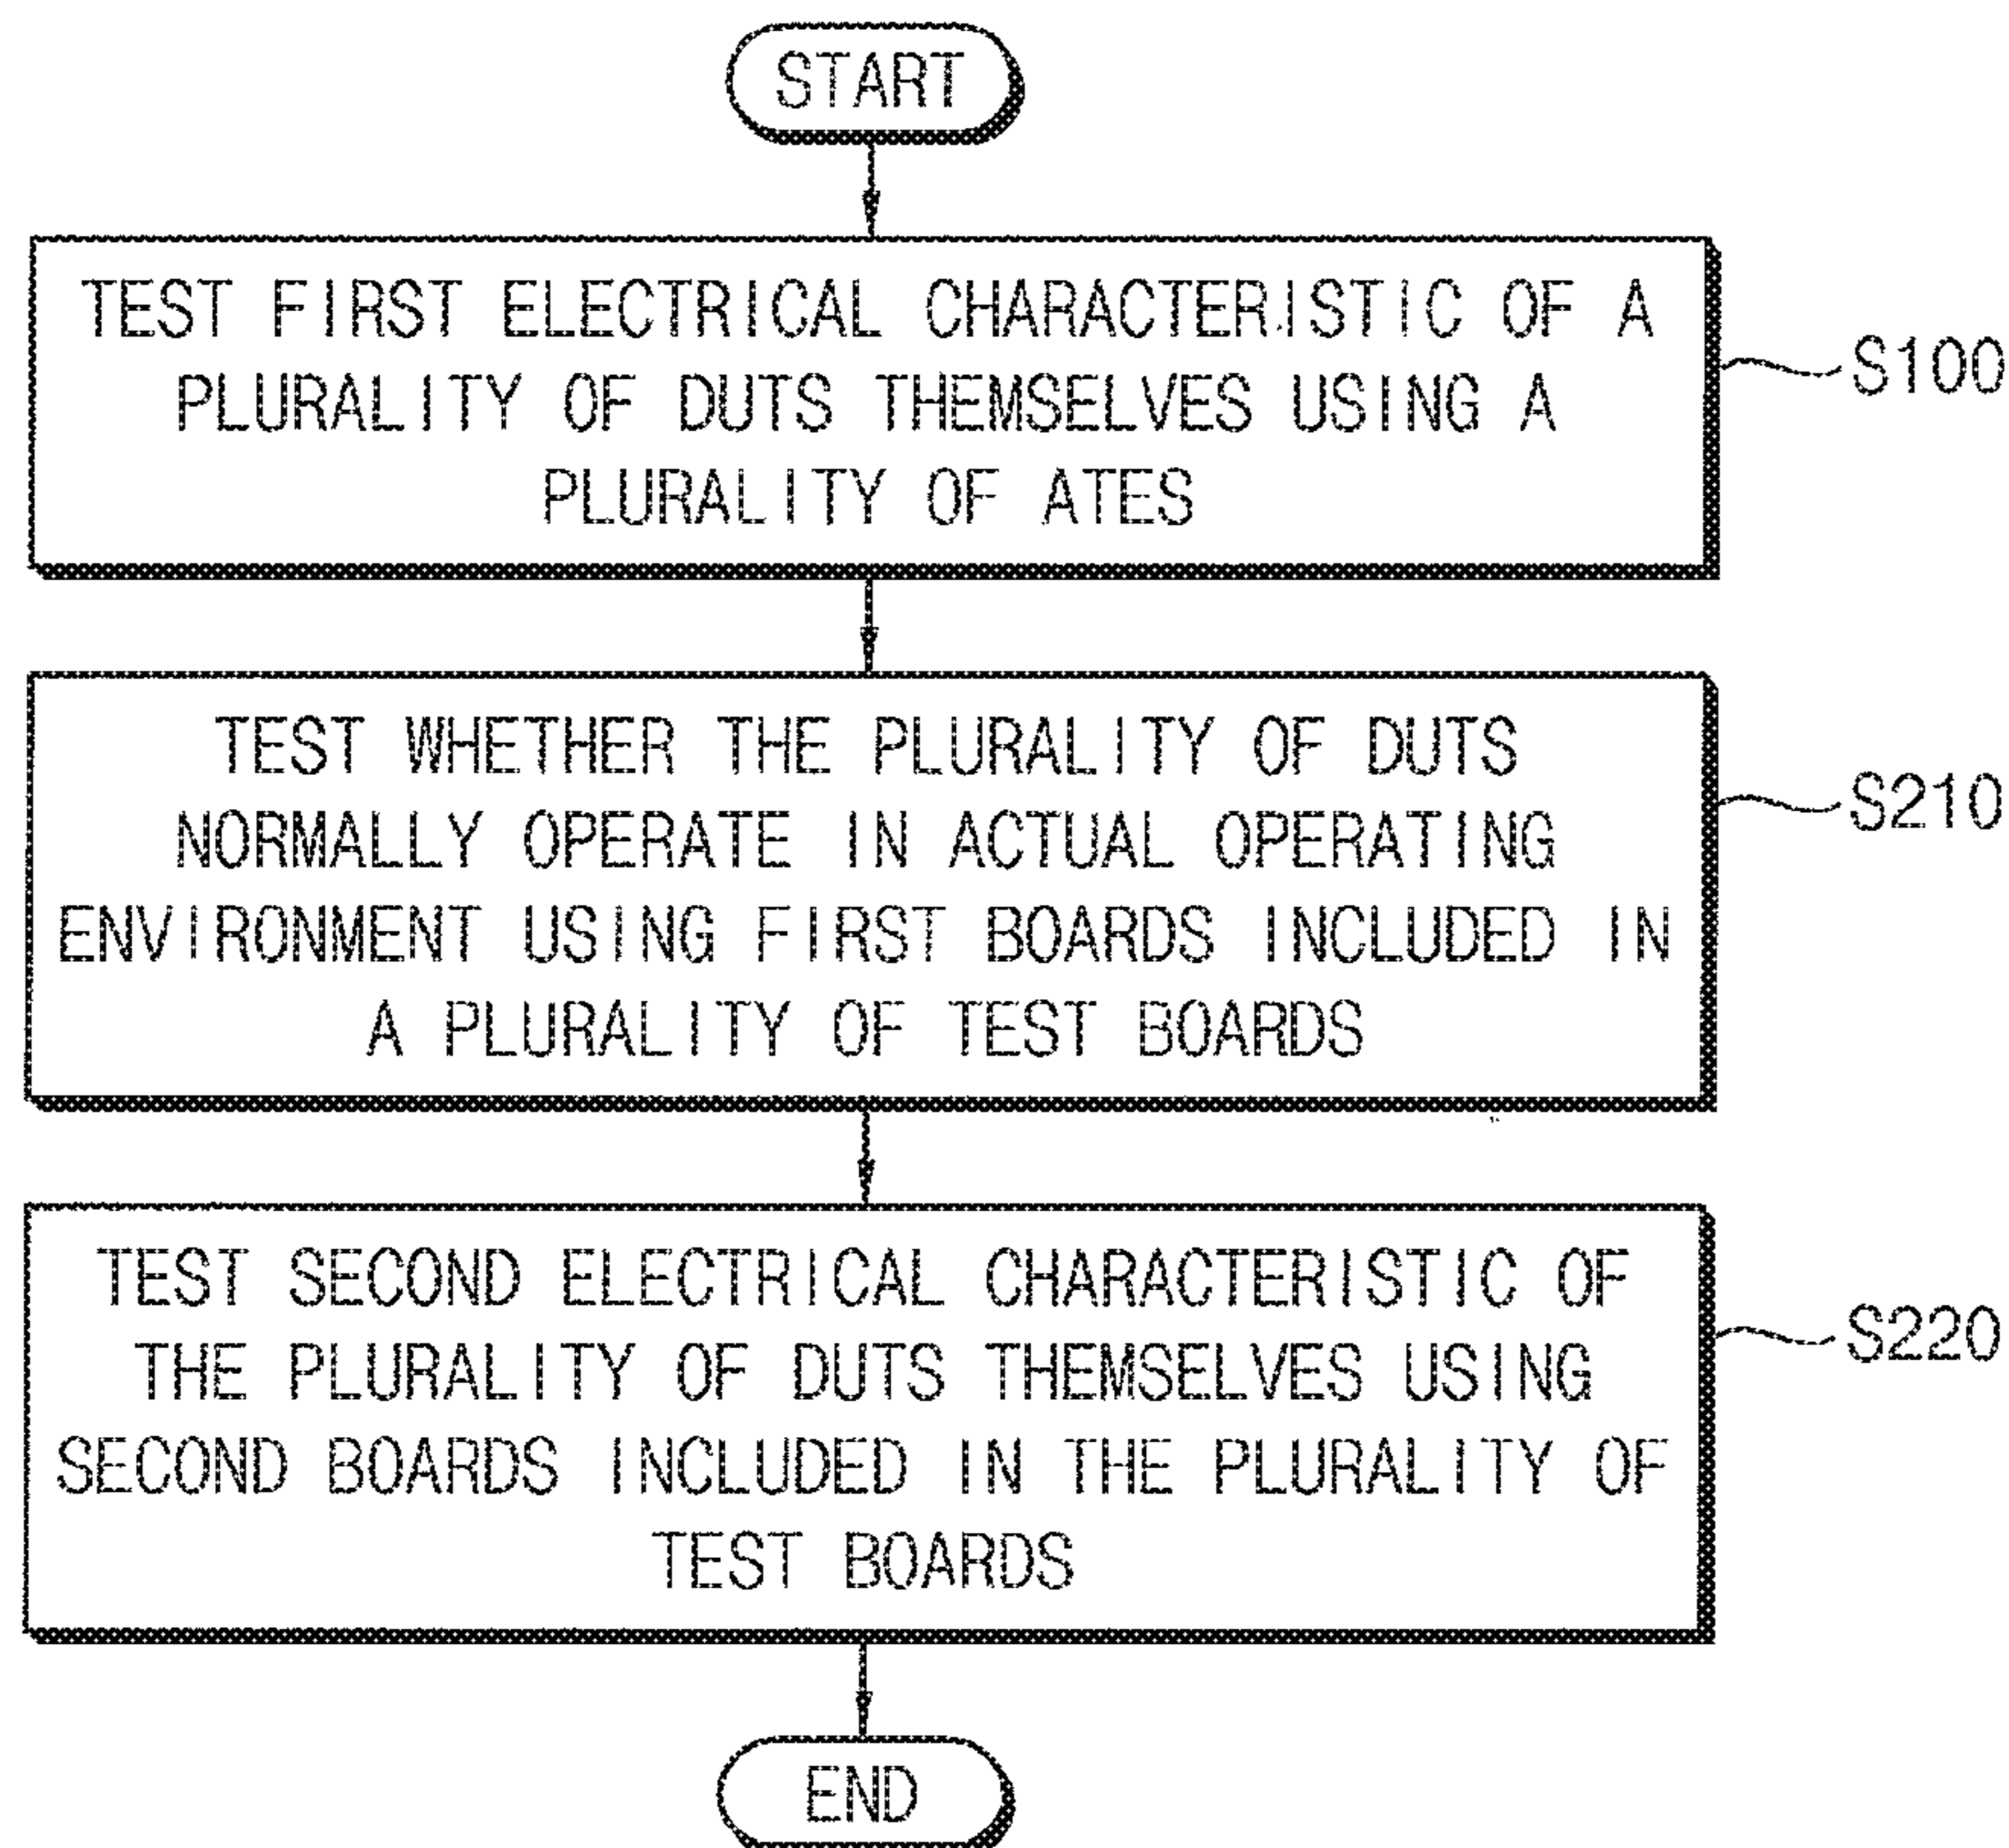 START
TEST FIRST ELECTRICAL CHARACTERISTIC OF A
PLURALITY OF DUTS THEMSELVES USING A
PLURALITY OF ATES
S100
TEST WHETHER THE PLURALITY OF DUTS
NORMALLY OPERATE IN ACTUAL OPERATING
ENVIRONMENT USING FIRST BOARDS INCLUDED IN
A PLURALITY OF TEST BOARDS
S210
TEST SECOND ELECTRICAL CHARACTERISTIC OF
THE PLURALITY OF DUTS THEMSELVES USING
SECOND BOARDS INCLUDED IN THE PLURALITY OF
TEST BOARDS
S220
END